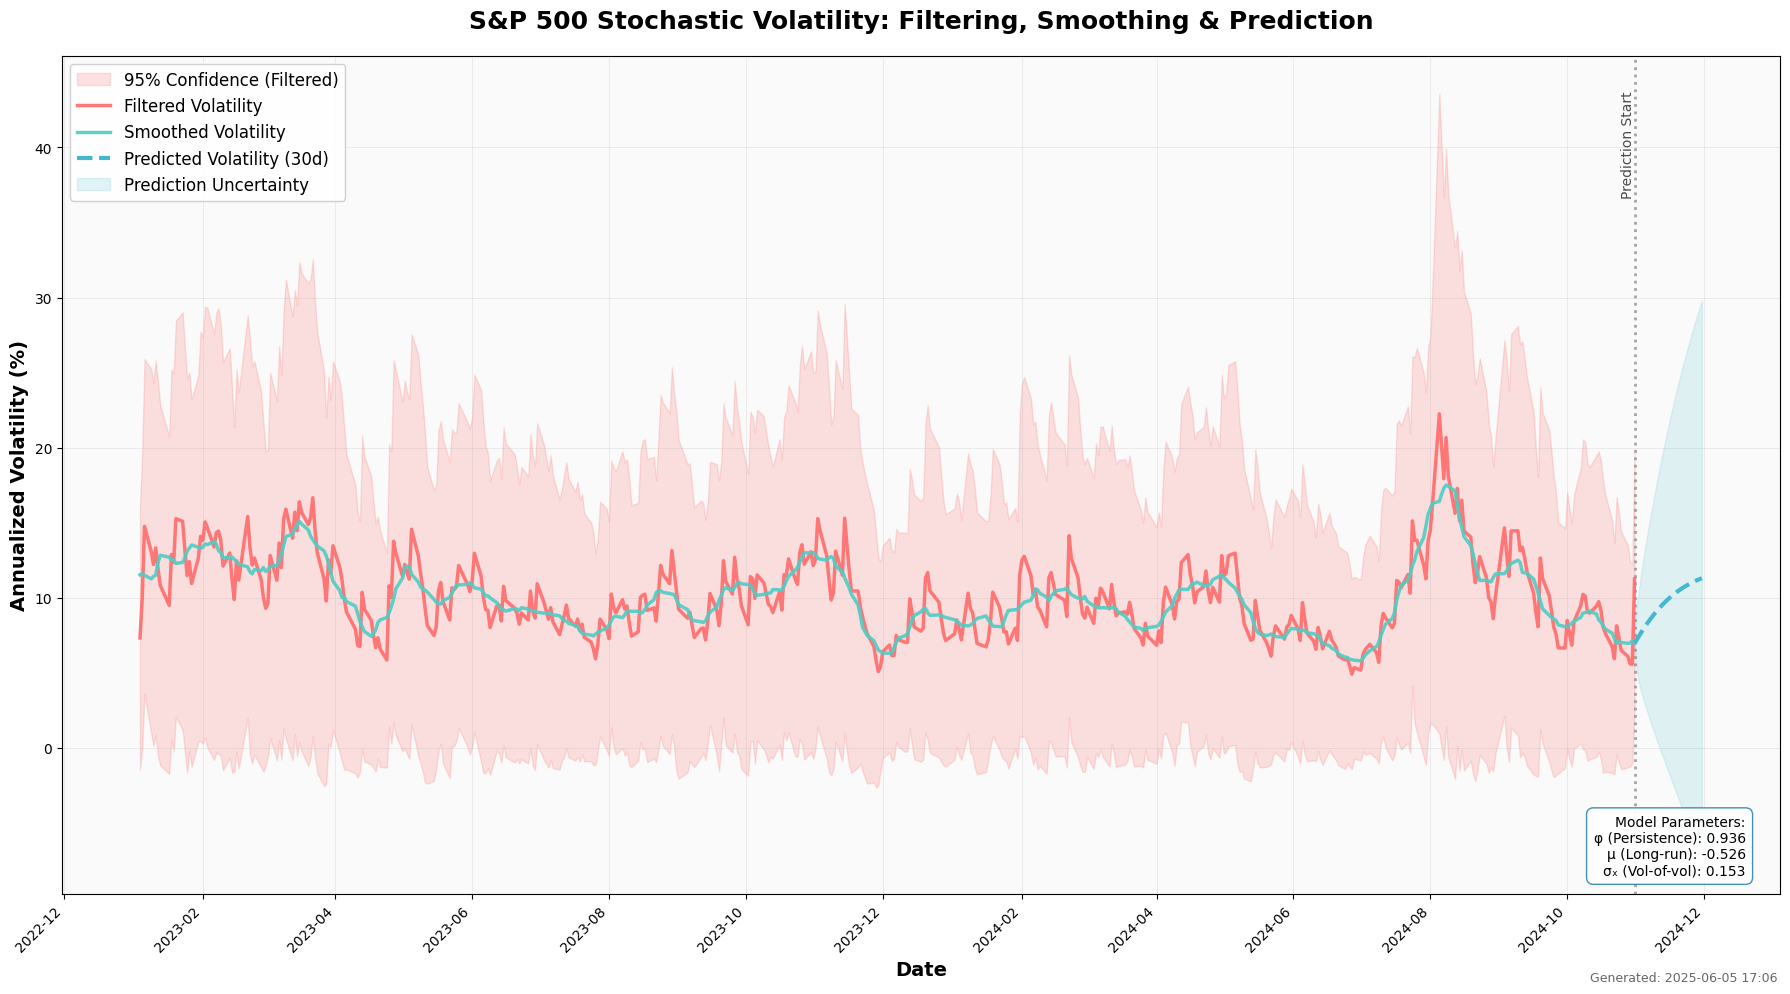 S&P 500 Stochastic Volatility: Filtering, Smoothing & Prediction
95% Confidence (Filtered)
Filtered Volatility
Smoothed Volatility
Predicted Volatility (30d)
Prediction Uncertainty
Prediction Start
Annualized Volatility (%)
40
30
20
10
0
Model Parameters:
φ (Persistence): 0.936
μ (Long-run): -0.526
σₓ (Vol-of-vol): 0.153
2022-12
2023-02
2023-04
2023-06
2023-08
2023-10
2023-12
2024-02
2024-04
2024-06
2024-08
2024-10
2024-12
Date
Generated: 2025-06-05 17:06